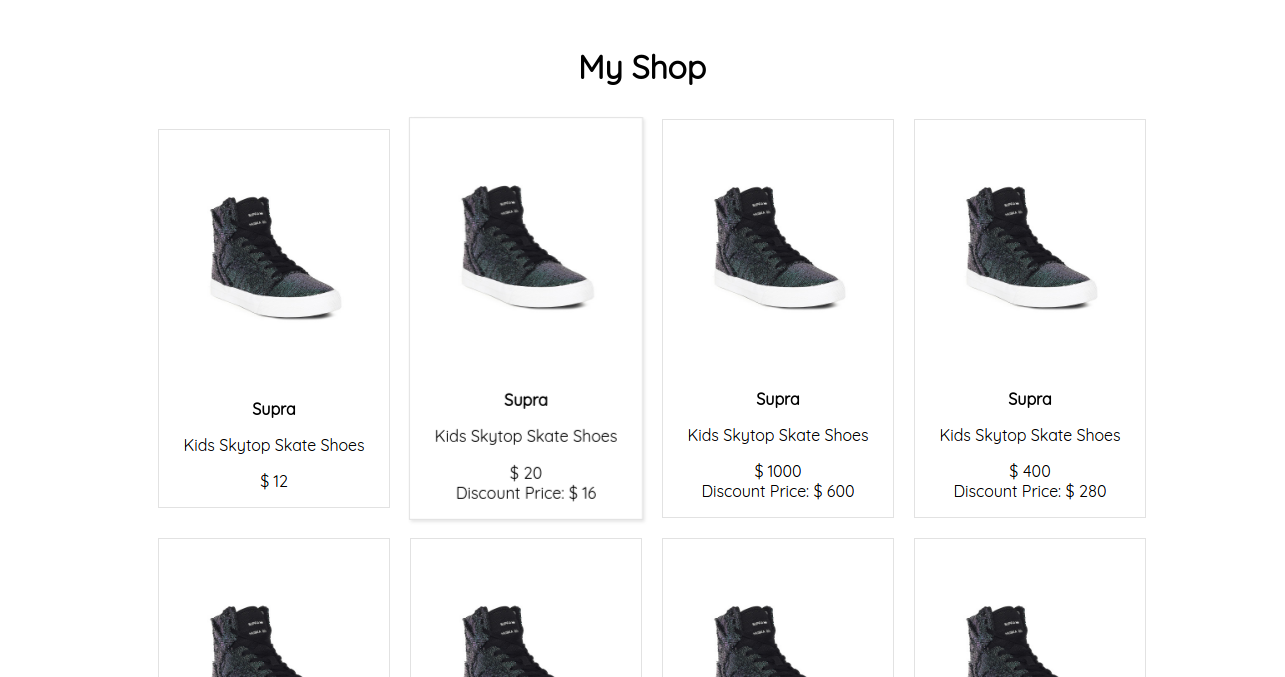 My Shop
Supra
Kids Skytop Skate Shoes
$ 12
Supra
Kids Skytop Skate Shoes
$ 20
Discount Price: $ 16
Supra
Kids Skytop Skate Shoes
$ 1000
Discount Price: $ 600
Supra
Kids Skytop Skate Shoes
$ 400
Discount Price: $ 280